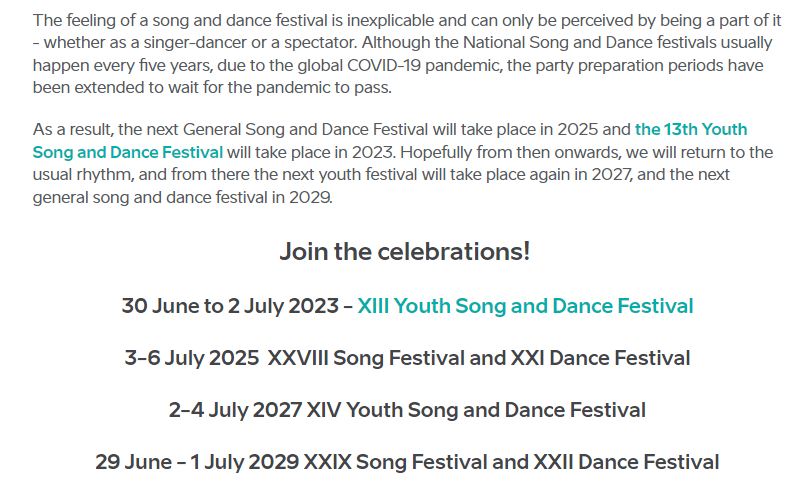 The feeling of a song and dance festival is inexplicable and can only be perceived by being a part of it
- whether as a singer-dancer or a spectator. Although the National Song and Dance festivals usually
happen every five years, due to the global COVID-19 pandemic, the party preparation periods have
been extended to wait for the pandemic to pass.
As a result, the next General Song and Dance Festival will take place in 2025 and the 13th Youth
Song and Dance Festival will take place in 2023. Hopefully from then onwards, we will return to the
usual rhythm, and from there the next youth festival will take place again in 2027, and the next
general song and dance festival in 2029.
Join the celebrations!
30 June to 2 July 2023 – XIII Youth Song and Dance Festival
3–6 July 2025 XXVIII Song Festival and XXI Dance Festival
2–4 July 2027 XIV Youth Song and Dance Festival
29 June – 1 July 2029 XXIX Song Festival and XXII Dance Festival